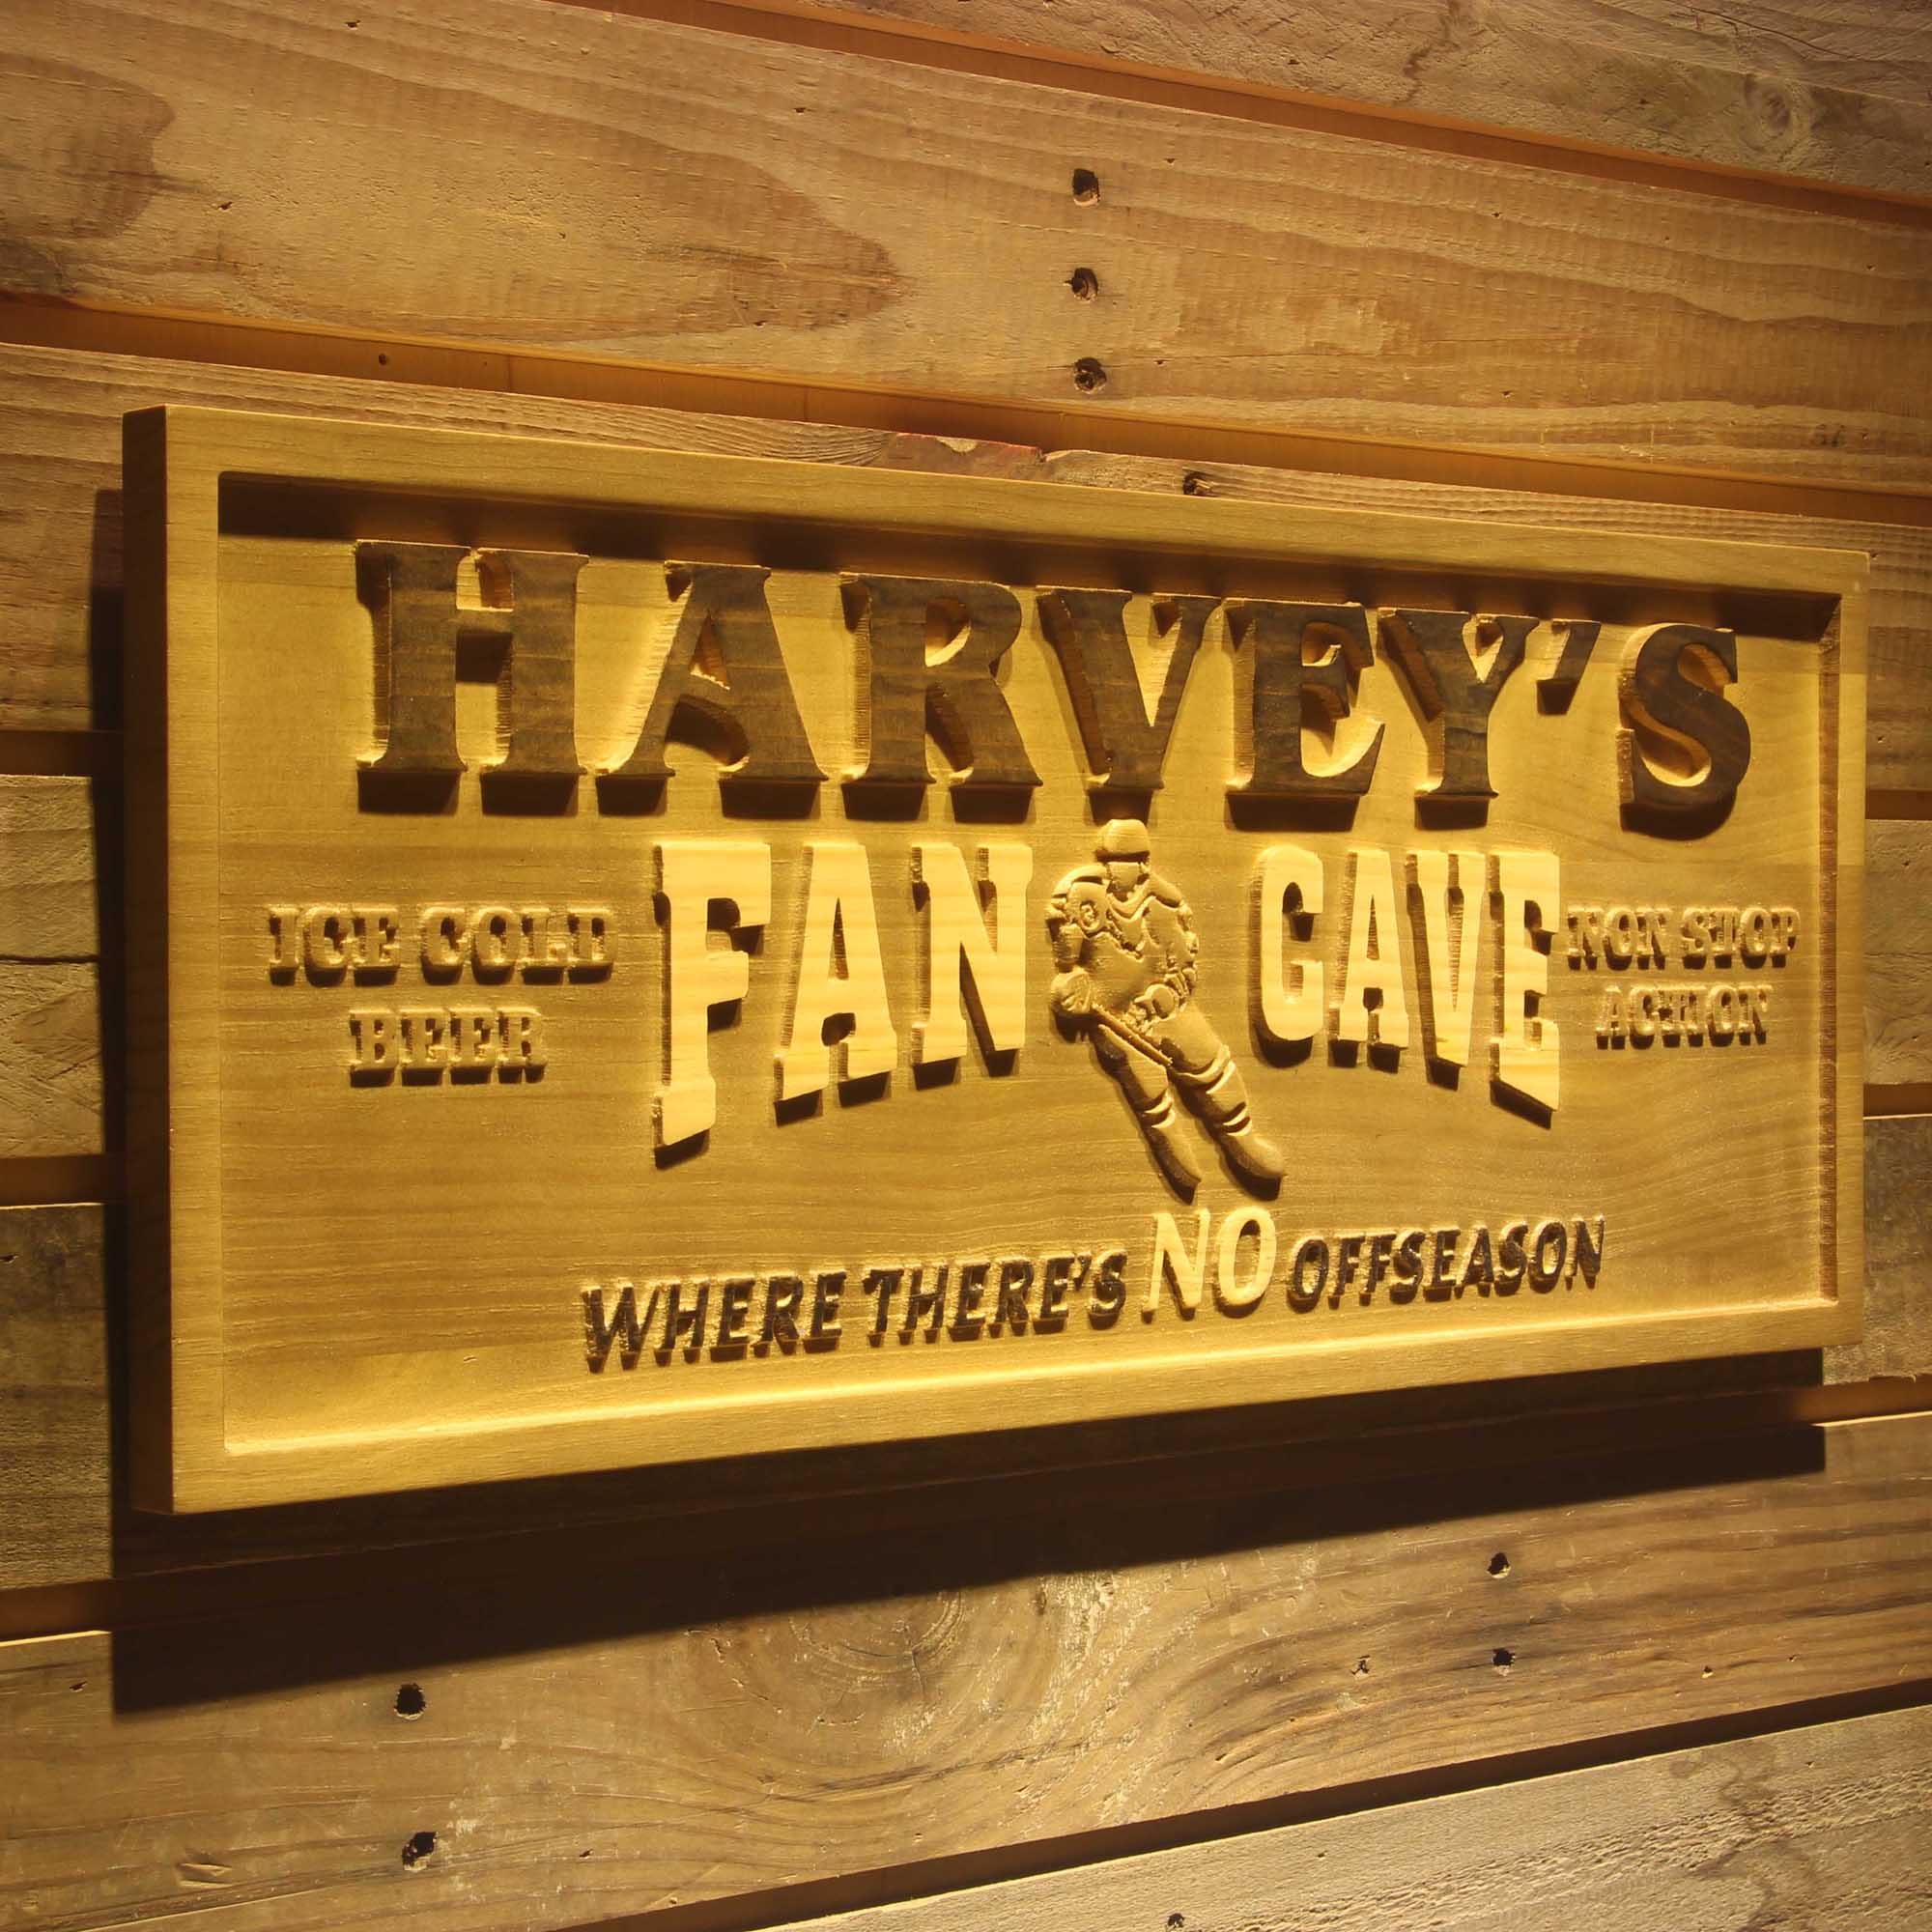 HARVEY'S
FAN CAVE
ICE COLD
BEER
NON STOP
ACTION
WHERE THERE'S NO OFFSEASON